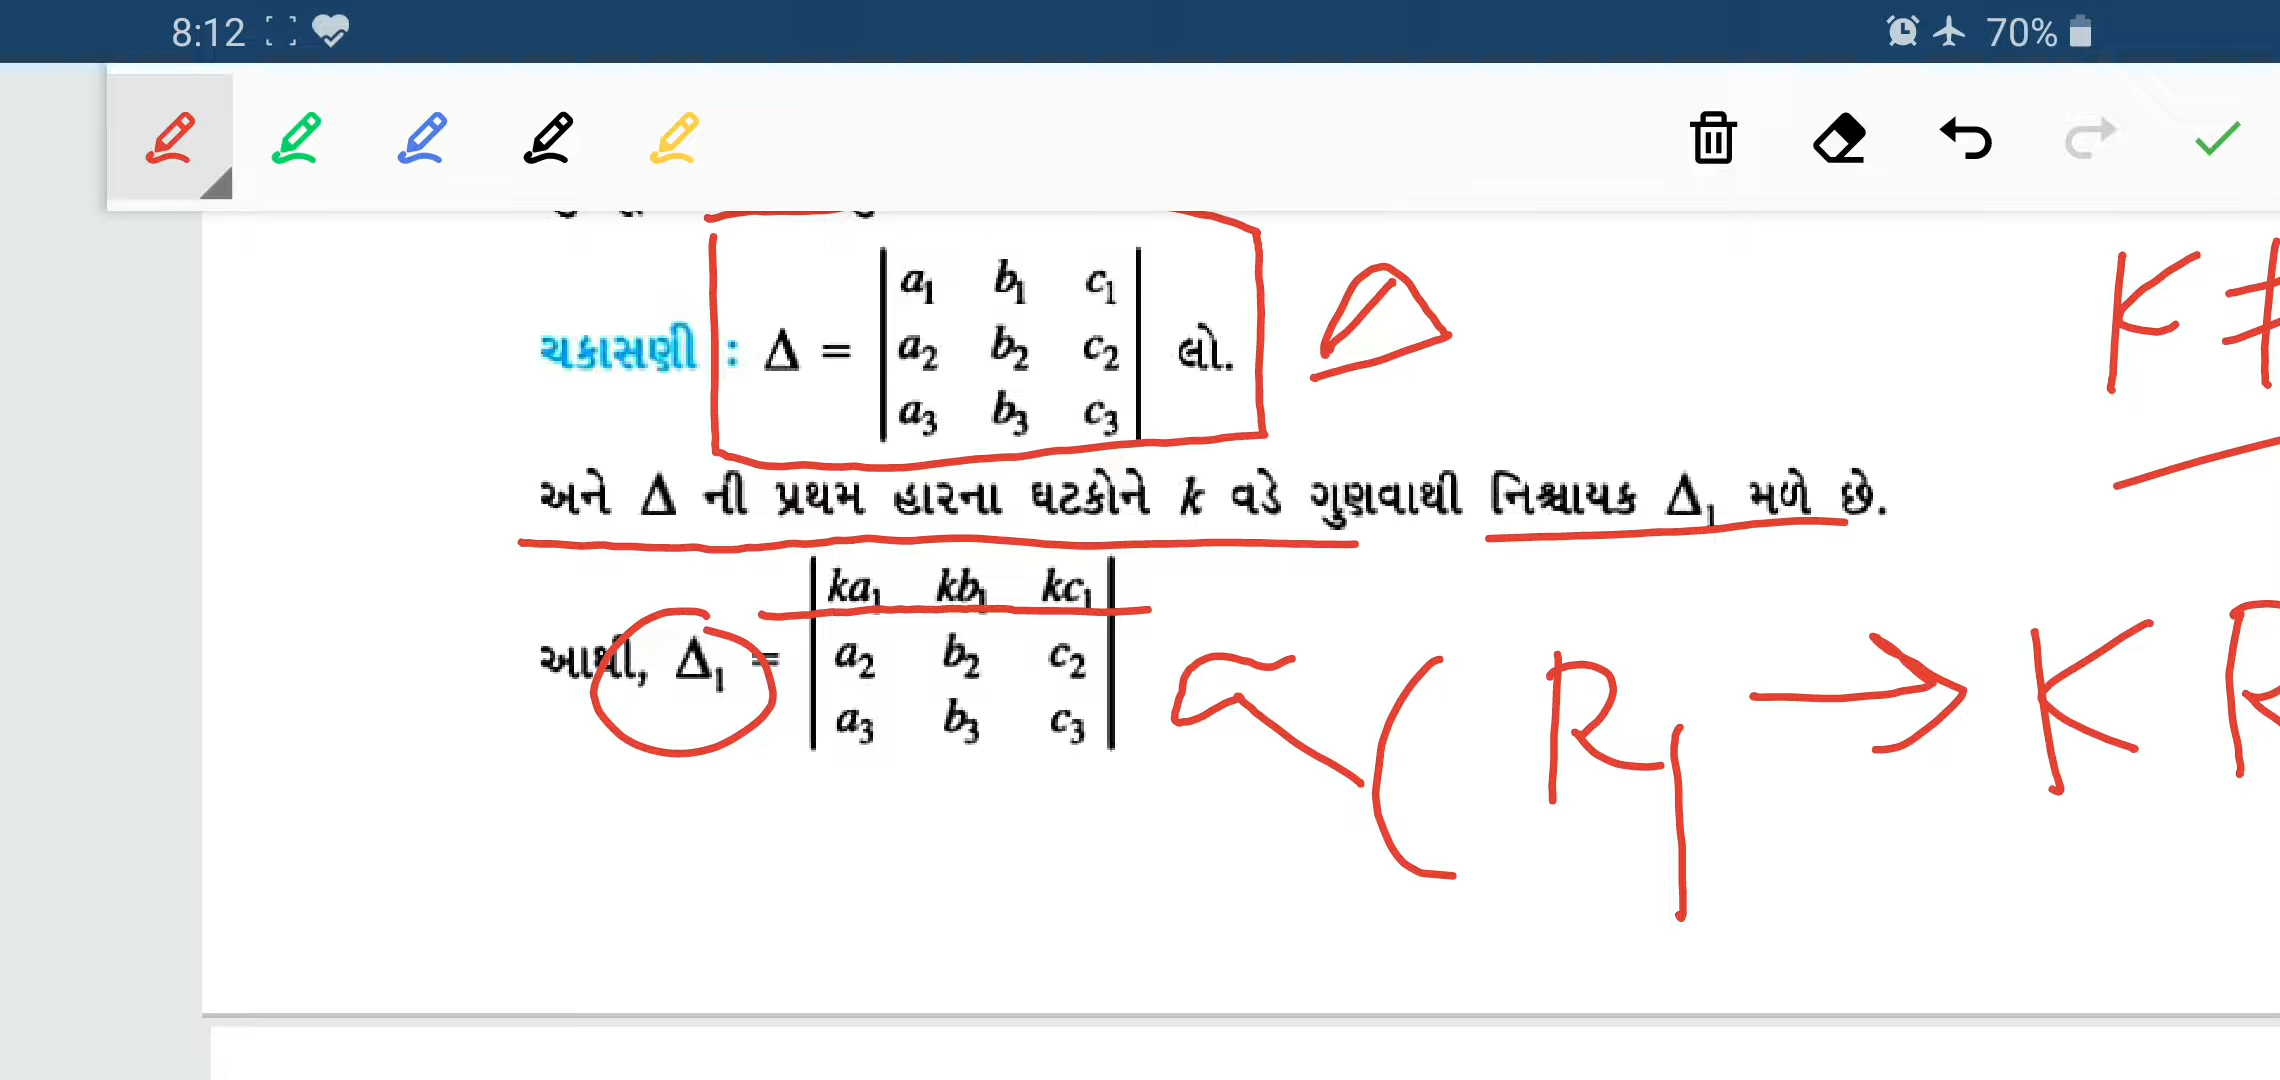 8:12 70%
a₁ b₁ c₁
ચકાસણી : Δ = a₂ b₂ c₂ લો. Δ K ≠
a₃ b₃ c₃
અને Δ ની પ્રથમ હારના ઘટકોને k વડે ગુણવાથી નિશ્ચાયક Δ₁ મળે છે.
ka₁ kb₁ kc₁
આથી, Δ₁ = a₂ b₂ c₂ ( R₁ → K R
a₃ b₃ c₃